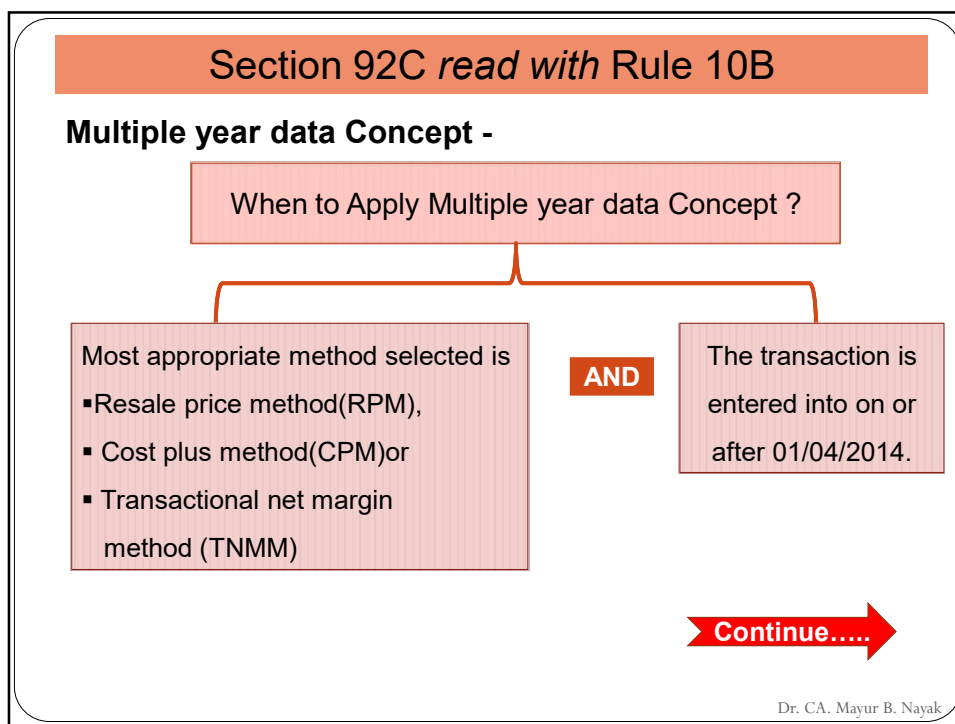 Section 92C read with Rule 10B
Multiple year data Concept -
When to Apply Multiple year data Concept ?
Most appropriate method selected is
▪Resale price method(RPM),
▪ Cost plus method(CPM)or
▪ Transactional net margin
method (TNMM)
AND
The transaction is
entered into on or
after 01/04/2014.
Continue…..
Dr. CA. Mayur B. Nayak